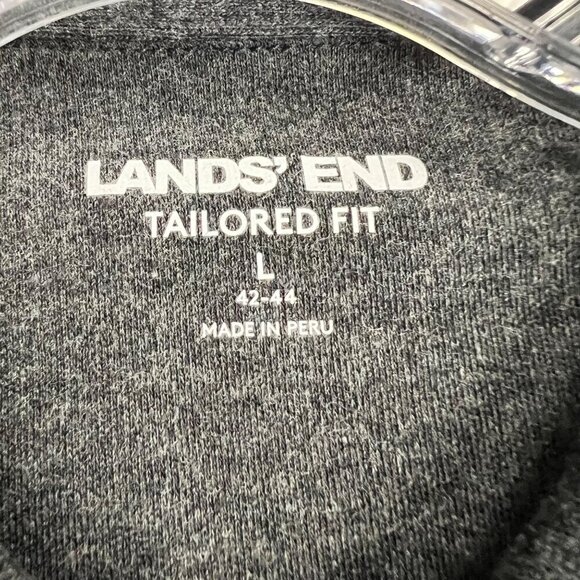 LANDS' END
TAILORED FIT
L
42-44
MADE IN PERU